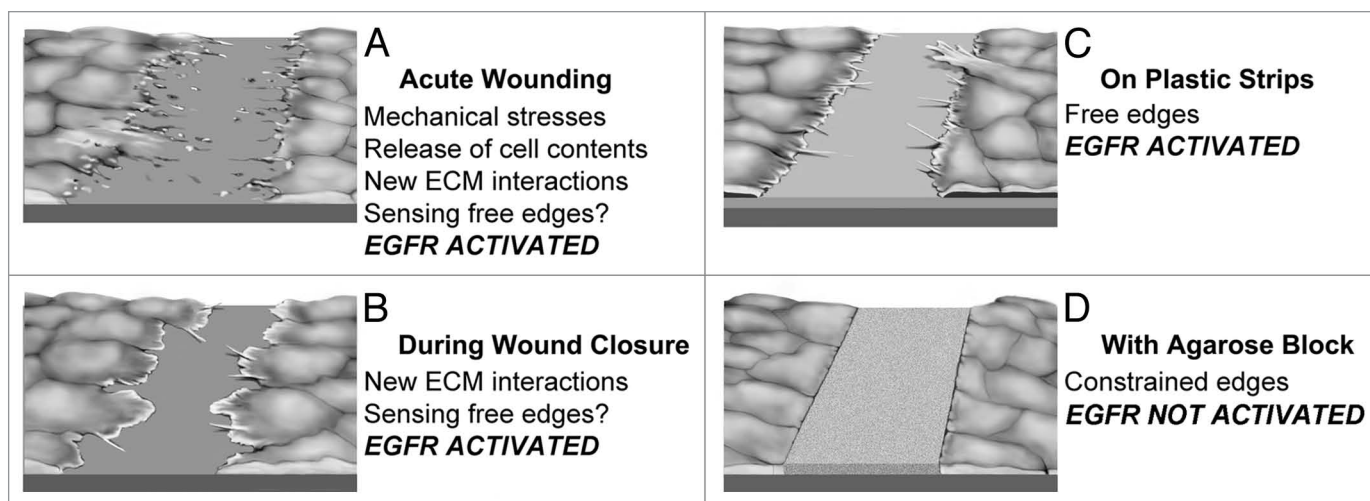 A
Acute Wounding
Mechanical stresses
Release of cell contents
New ECM interactions
Sensing free edges?
EGFR ACTIVATED
B
During Wound Closure
New ECM interactions
Sensing free edges?
EGFR ACTIVATED
C
On Plastic Strips
Free edges
EGFR ACTIVATED
D
With Agarose Block
Constrained edges
EGFR NOT ACTIVATED